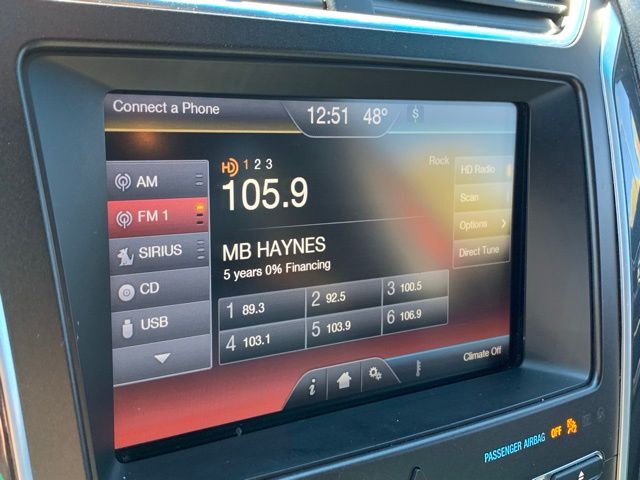 Connect a Phone
12:51 48°
HD 1 2 3
Rock
105.9
AM
FM 1
SIRIUS
CD
USB
HD Radio
Scan
Options >
Direct Tune
MB HAYNES
5 years 0% Financing
1 89.3 2 92.5 3 100.5
4 103.1 5 103.9 6 106.9
i
Climate Off
PASSENGER AIRBAG OFF